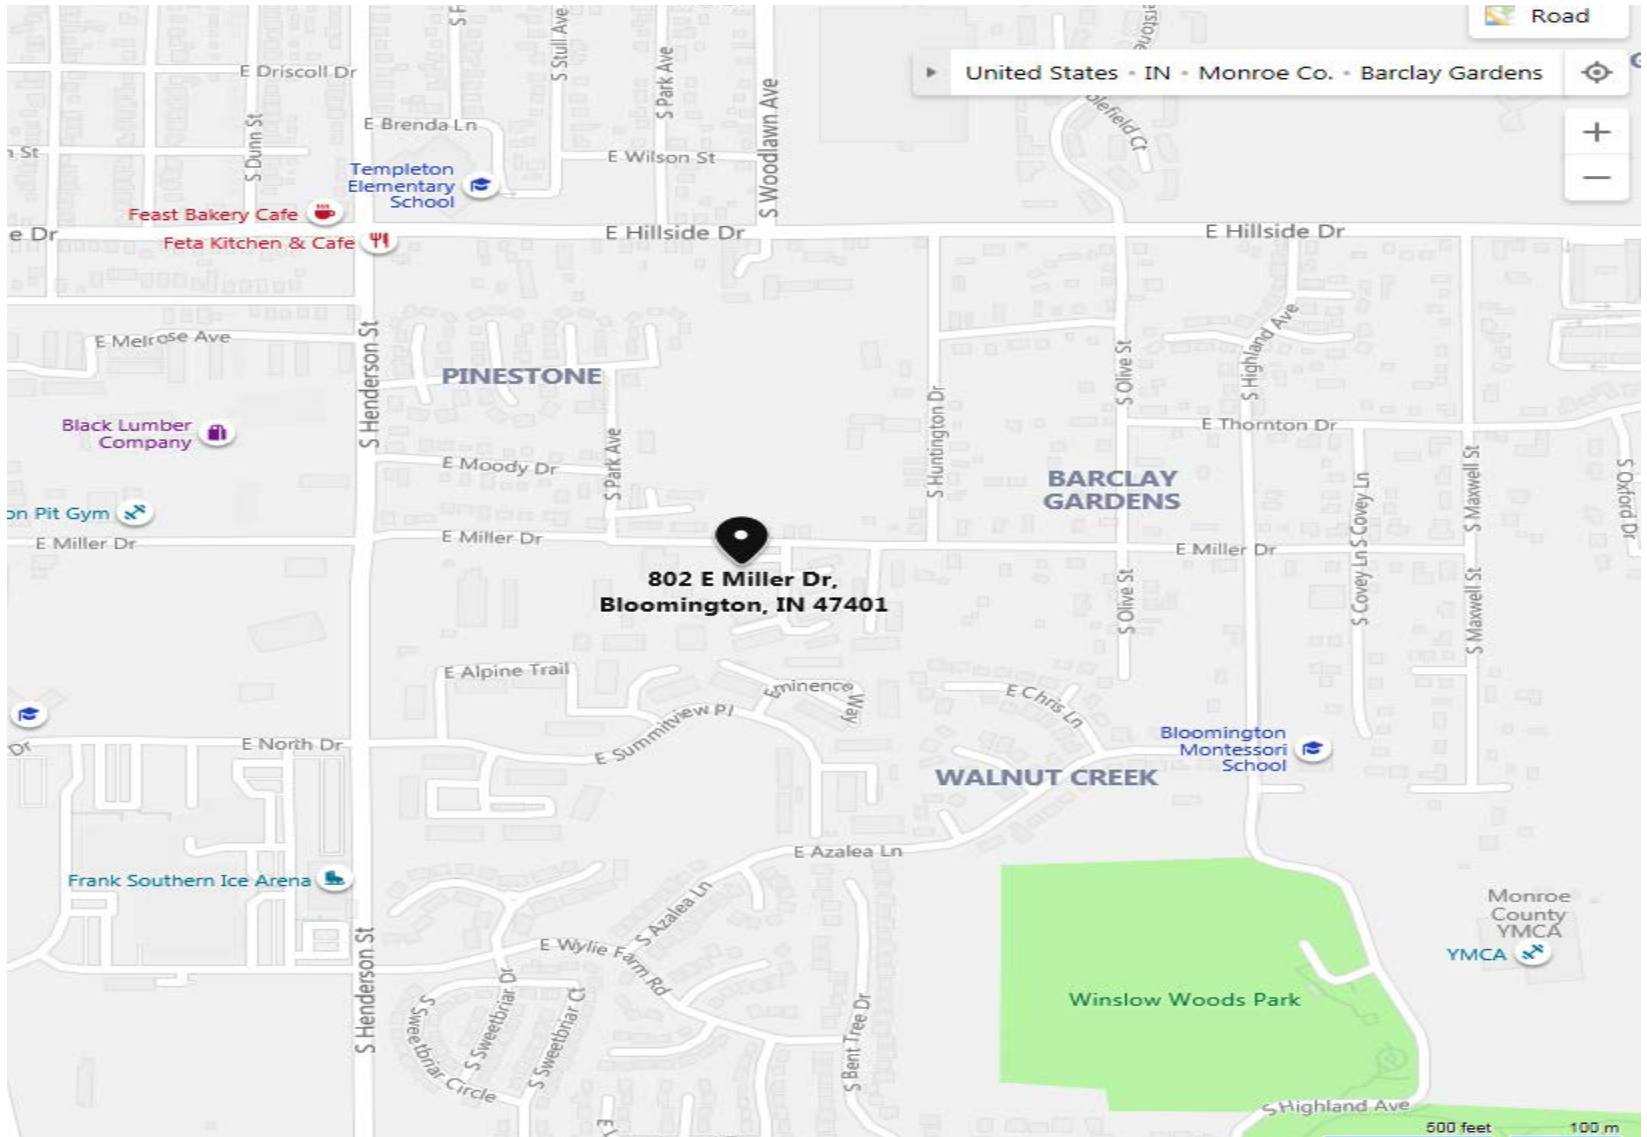 Road
United States · IN · Monroe Co. · Barclay Gardens
E Driscoll Dr
S Stull Ave
S Park Ave
S Woodlawn Ave
S Dunn St
E Brenda Ln
E Wilson St
Templeton
Elementary
School
Feast Bakery Cafe
Feta Kitchen & Cafe
e Dr
E Hillside Dr
E Hillside Dr
E Melrose Ave
S Henderson St
PINESTONE
S Highland Ave
S Olive St
S Huntington Dr
Black Lumber
Company
E Moody Dr
S Park Ave
E Thornton Dr
BARCLAY
GARDENS
S Covey Ln
S Maxwell St
S Oxford Dr
on Pit Gym
E Miller Dr
E Miller Dr
E Miller Dr
802 E Miller Dr,
Bloomington, IN 47401
S Olive St
S Covey Ln
S Maxwell St
E Alpine Trail
Eminence Way
E Summitview Pl
E Chris Ln
Dr
E North Dr
Bloomington
Montessori
School
WALNUT CREEK
E Azalea Ln
Frank Southern Ice Arena
S Azalea Ln
E Wylie Farm Rd
S Henderson St
S Sweetbriar Dr
S Sweetbriar Ct
Sweetbriar Circle
S Bent Tree Dr
Monroe
County
YMCA
YMCA
Winslow Woods Park
S Highland Ave
500 feet
100 m